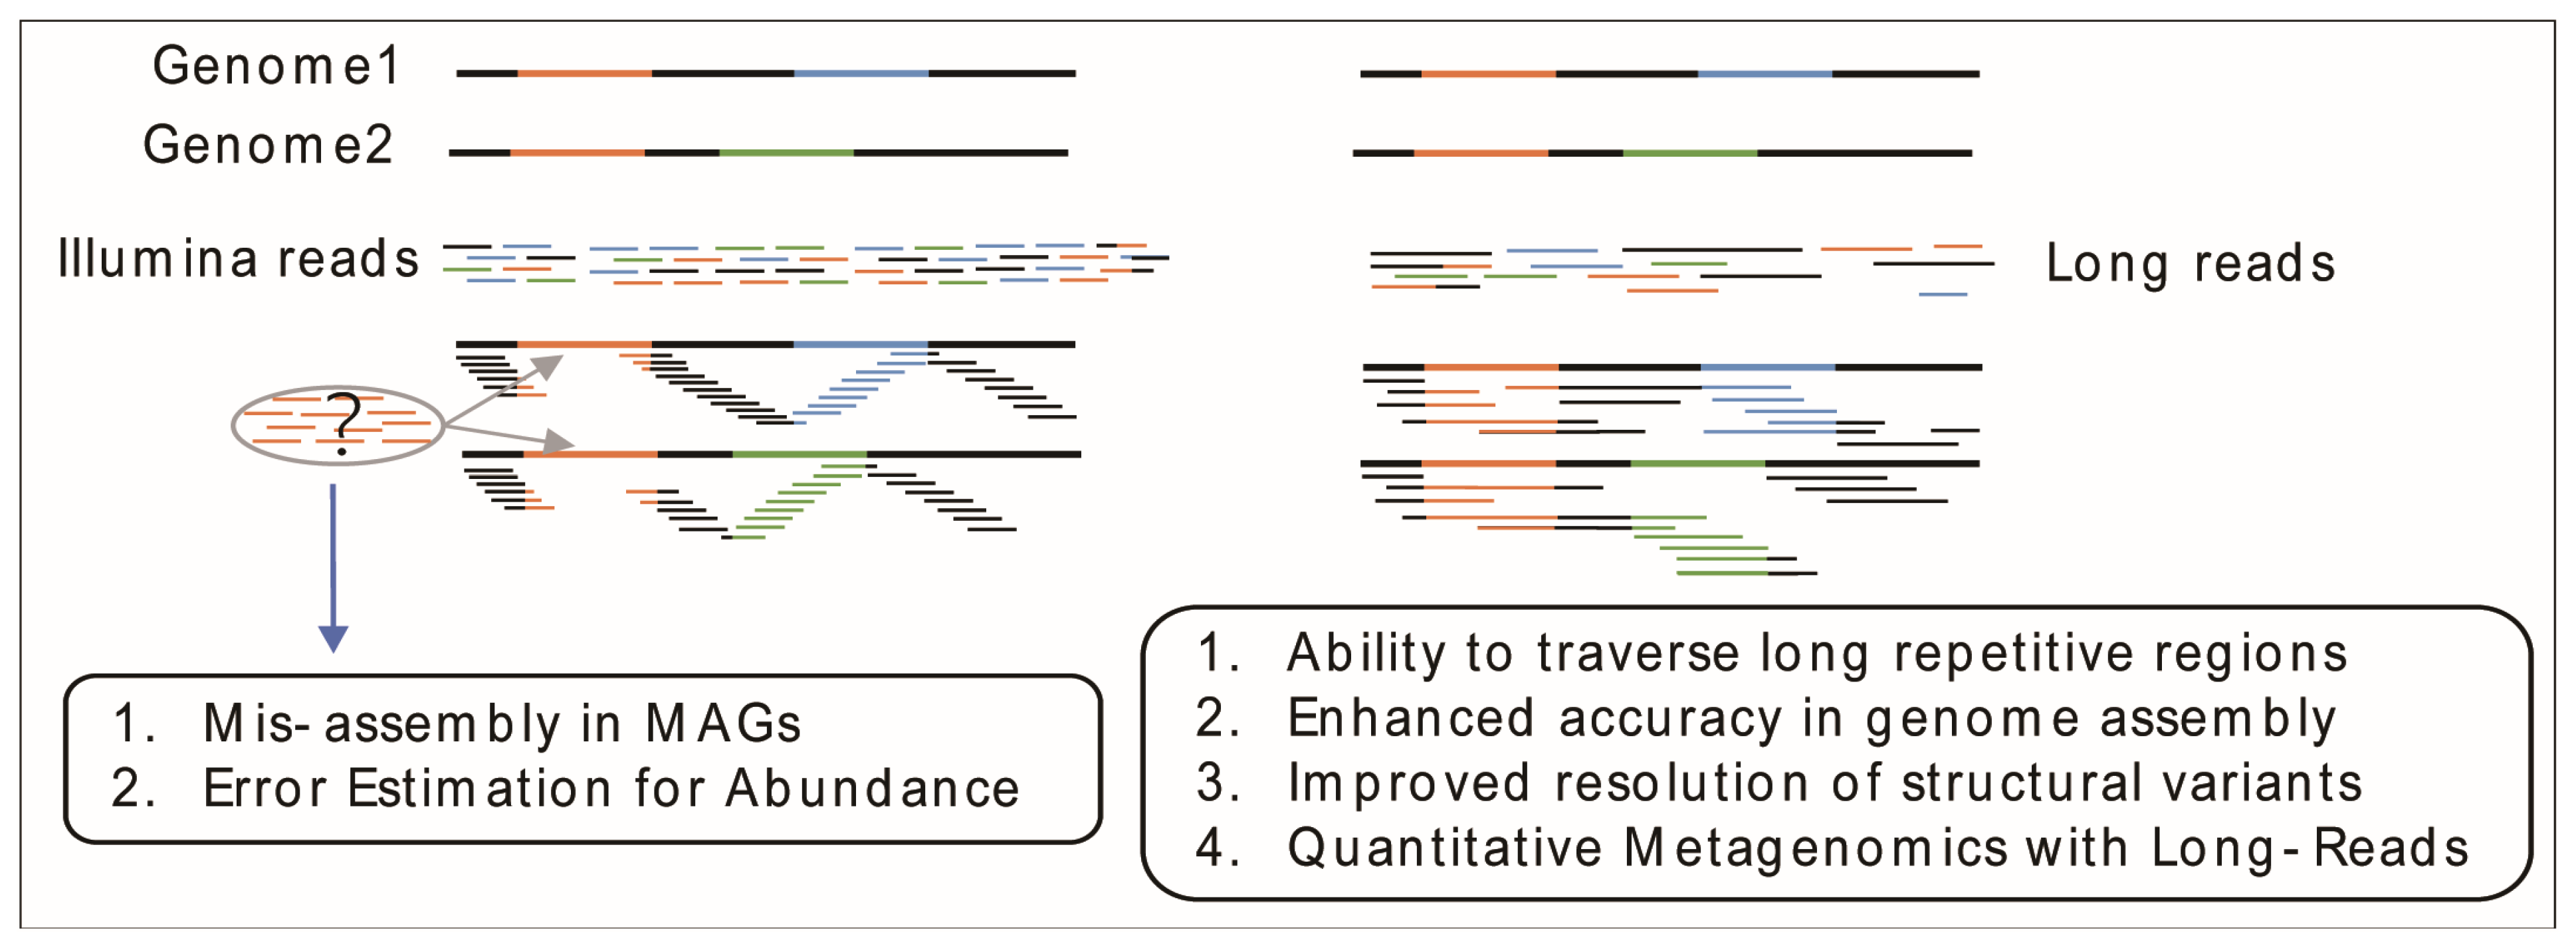 Genome1
Genome2
Illumina reads
Long reads
?
1. Mis-assembly in MAGs
2. Error Estimation for Abundance
1. Ability to traverse long repetitive regions
2. Enhanced accuracy in genome assembly
3. Improved resolution of structural variants
4. Quantitative Metagenomics with Long-Reads